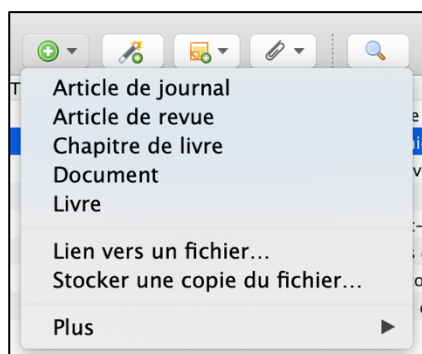 Article de journal
Article de revue
Chapitre de livre
Document
Livre
Lien vers un fichier...
Stocker une copie du fichier...
Plus